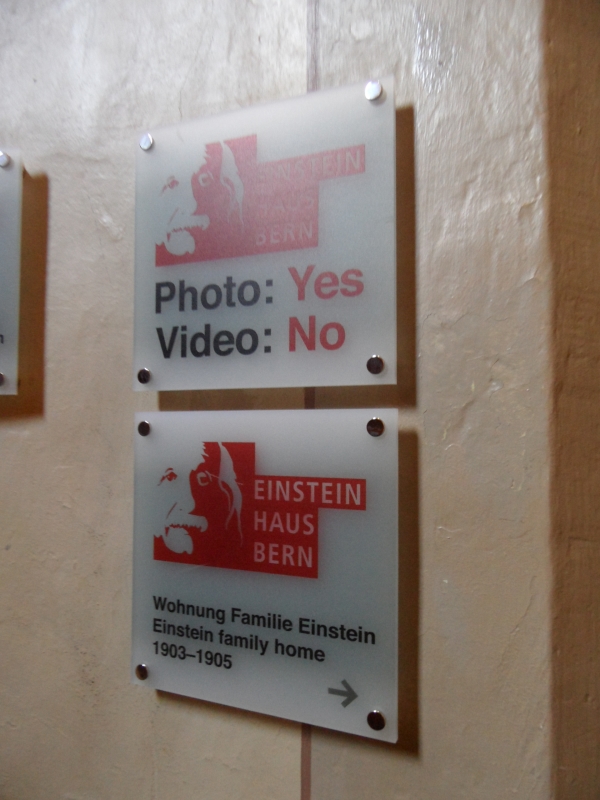 EINSTEIN
HAUS
BERN
Photo: Yes
Video: No
EINSTEIN
HAUS
BERN
Wohnung Familie Einstein
Einstein family home
1903–1905